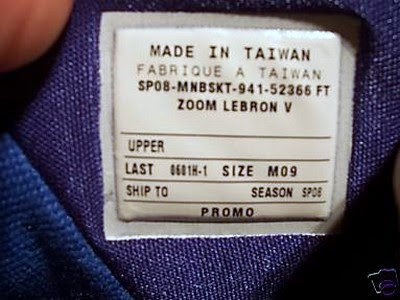 MADE IN TAIWAN
FABRIQUE A TAIWAN
SP08-MNBSKT-941-52366 FT
ZOOM LEBRON V
UPPER
LAST 0601H-1 SIZE M09
SHIP TO SEASON SP08
PROMO